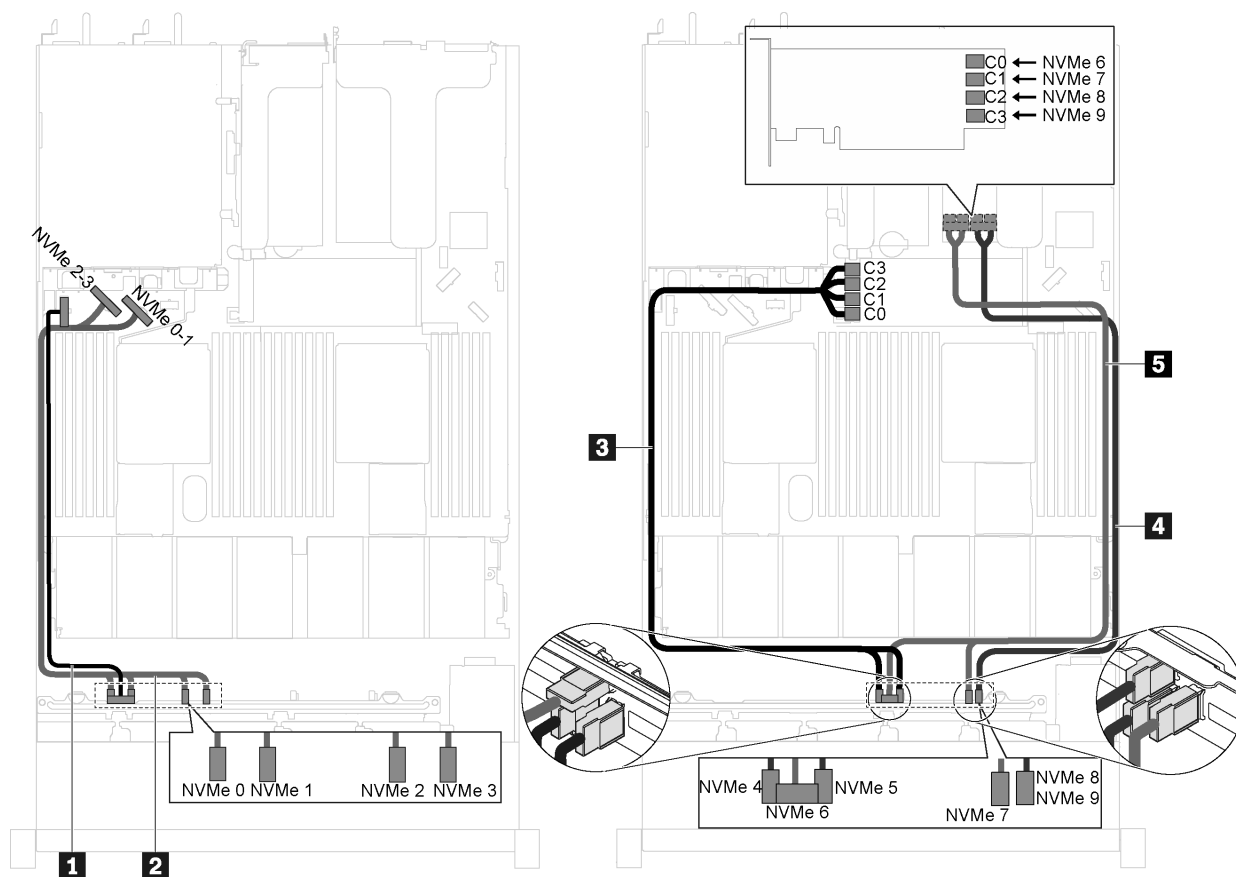 NVMe 2-3
NVMe 0-1
NVMe 0
NVMe 1
NVMe 2
NVMe 3
1
2
C0 ← NVMe 6
C1 ← NVMe 7
C2 ← NVMe 8
C3 ← NVMe 9
C3
C2
C1
C0
5
3
4
NVMe 4
NVMe 5
NVMe 6
NVMe 7
NVMe 8
NVMe 9